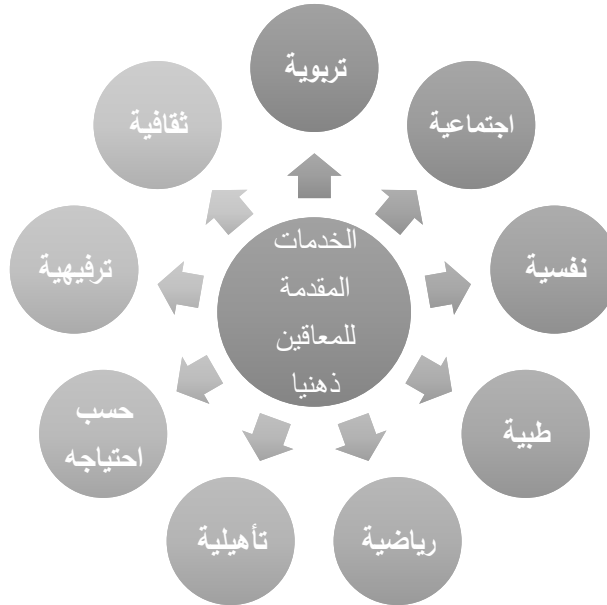 الخدمات
المقدمة
للمعاقين
ذهنيا
تربوية
اجتماعية
نفسية
طبية
رياضية
تأهيلية
حسب
احتياجه
ترفيهية
ثقافية